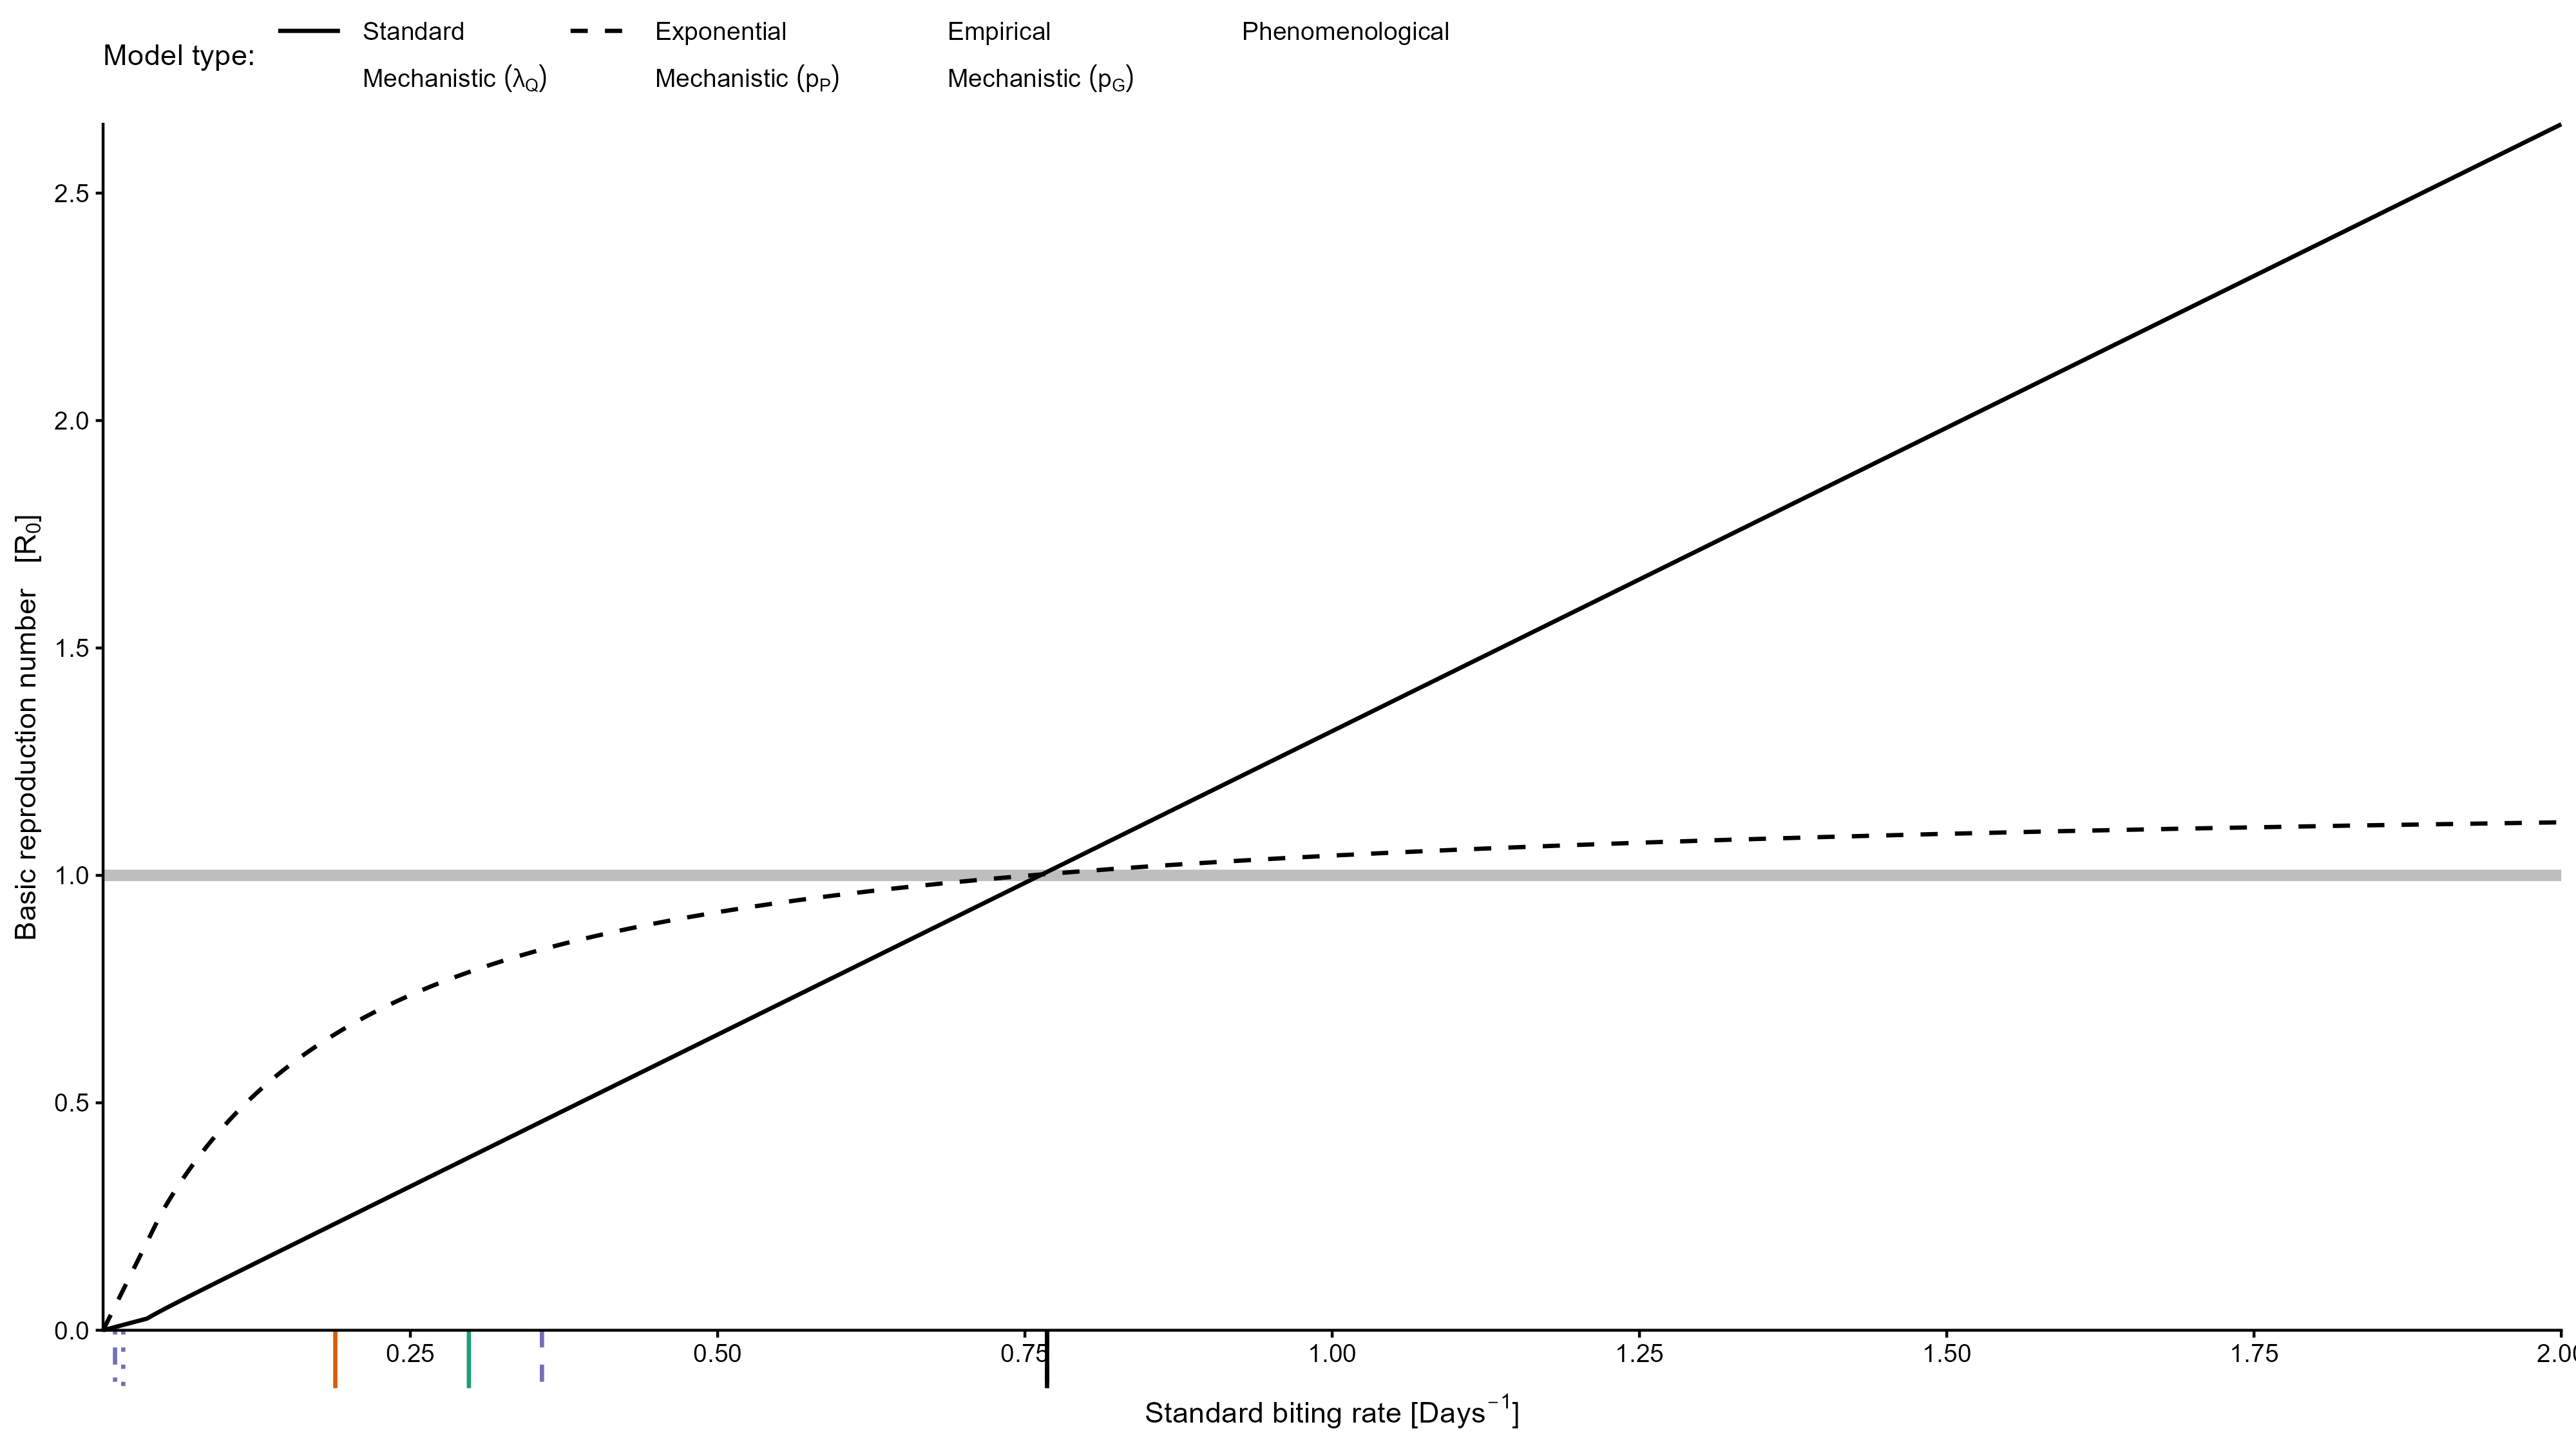 Model type:
Standard Exponential Empirical Phenomenological
Mechanistic (λQ) Mechanistic (pP) Mechanistic (pG)
Basic reproduction number [R0]
2.5
2.0
1.5
1.0
0.5
0.0
0.25 0.50 0.75 1.00 1.25 1.50 1.75 2.00
Standard biting rate [Days−1]